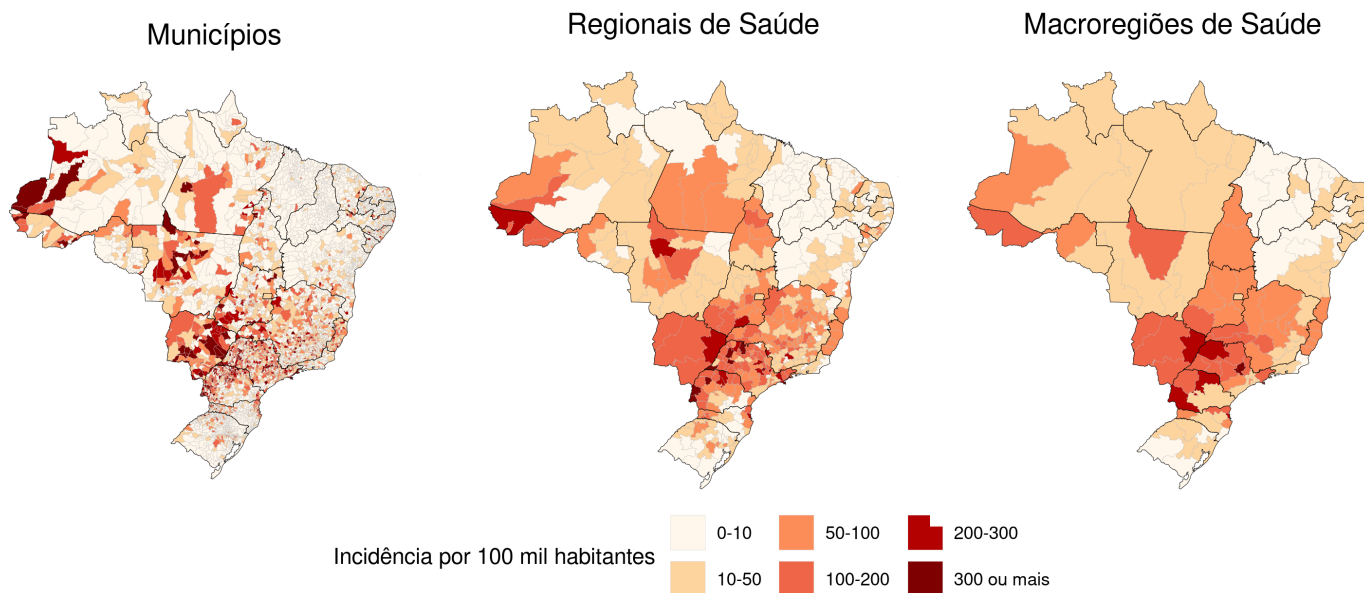 Municípios
Regionais de Saúde
Macroregiões de Saúde
Incidência por 100 mil habitantes
0-10
50-100
200-300
10-50
100-200
300 ou mais